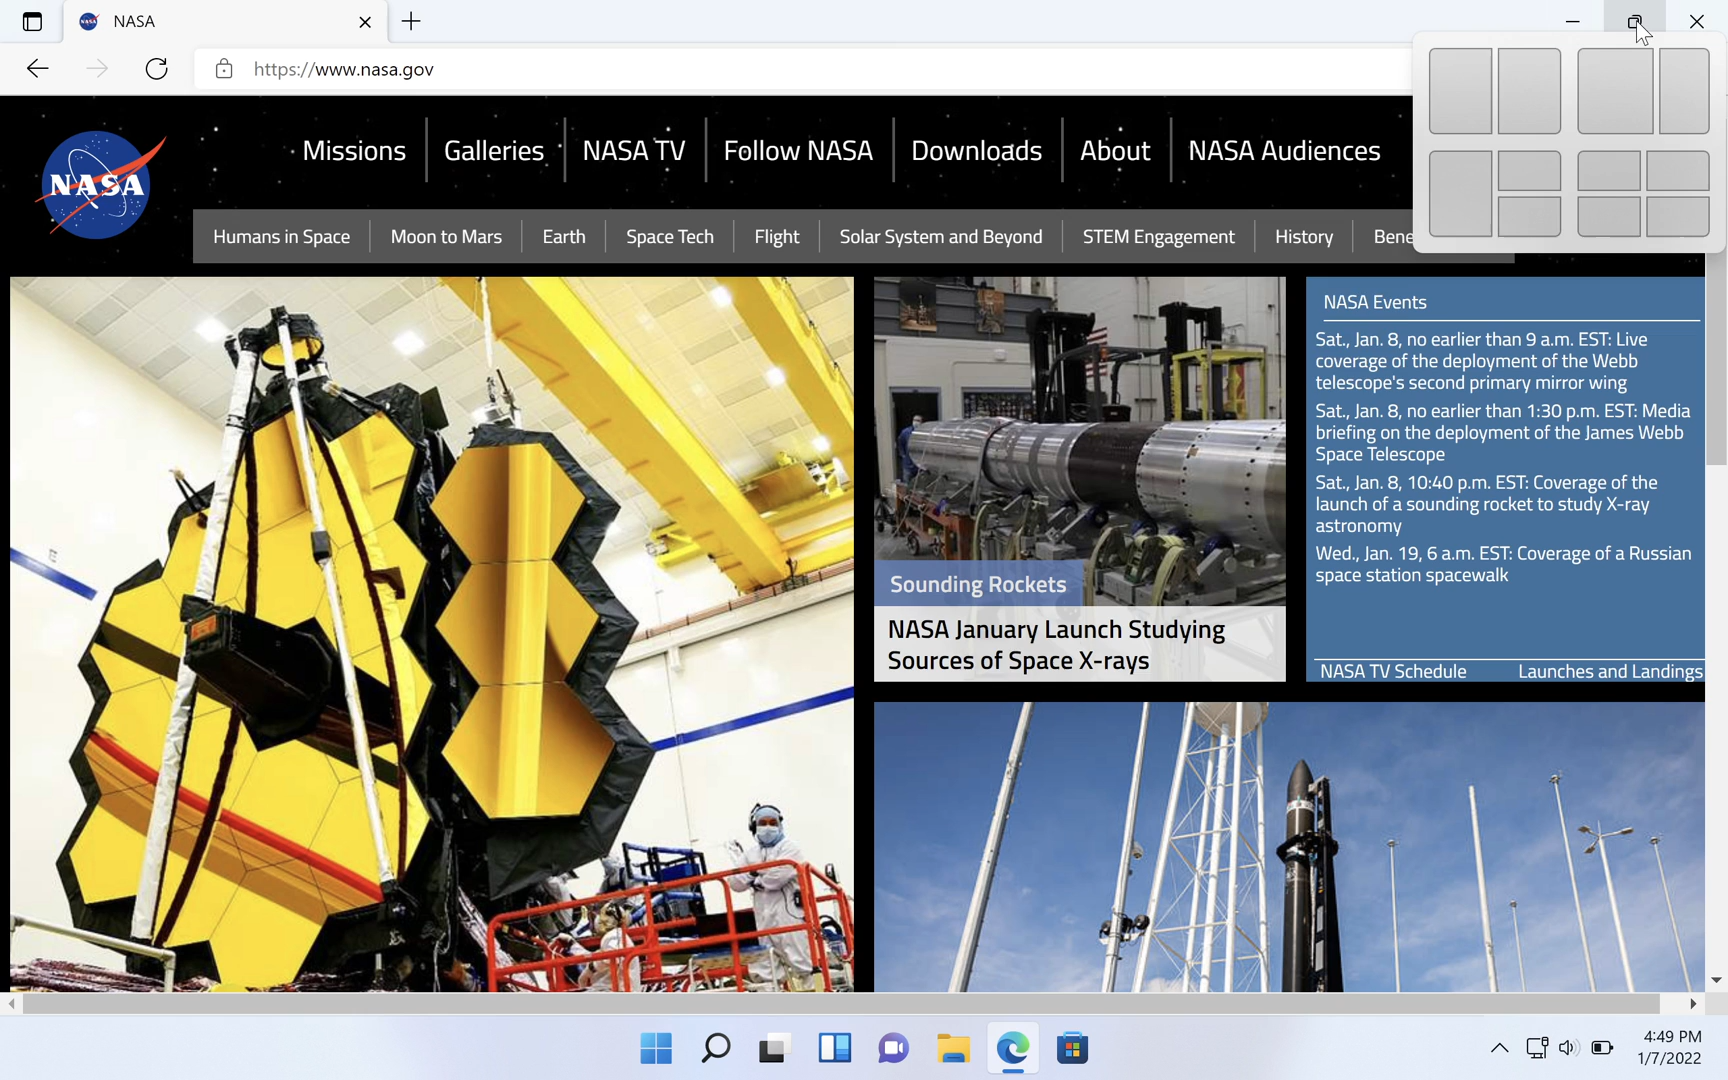 NASA
https://www.nasa.gov
NASA
Missions
Galleries
NASA TV
Follow NASA
Downloads
About
NASA Audiences
Humans in Space
Moon to Mars
Earth
Space Tech
Flight
Solar System and Beyond
STEM Engagement
History
Bene
NASA Events
Sat., Jan. 8, no earlier than 9 a.m. EST: Live
coverage of the deployment of the Webb
telescope's second primary mirror wing
Sat., Jan. 8, no earlier than 1:30 p.m. EST: Media
briefing on the deployment of the James Webb
Space Telescope
Sat., Jan. 8, 10:40 p.m. EST: Coverage of the
launch of a sounding rocket to study X-ray
astronomy
Wed., Jan. 19, 6 a.m. EST: Coverage of a Russian
space station spacewalk
NASA TV Schedule
Launches and Landings
Sounding Rockets
NASA January Launch Studying
Sources of Space X-rays
4:49 PM
1/7/2022